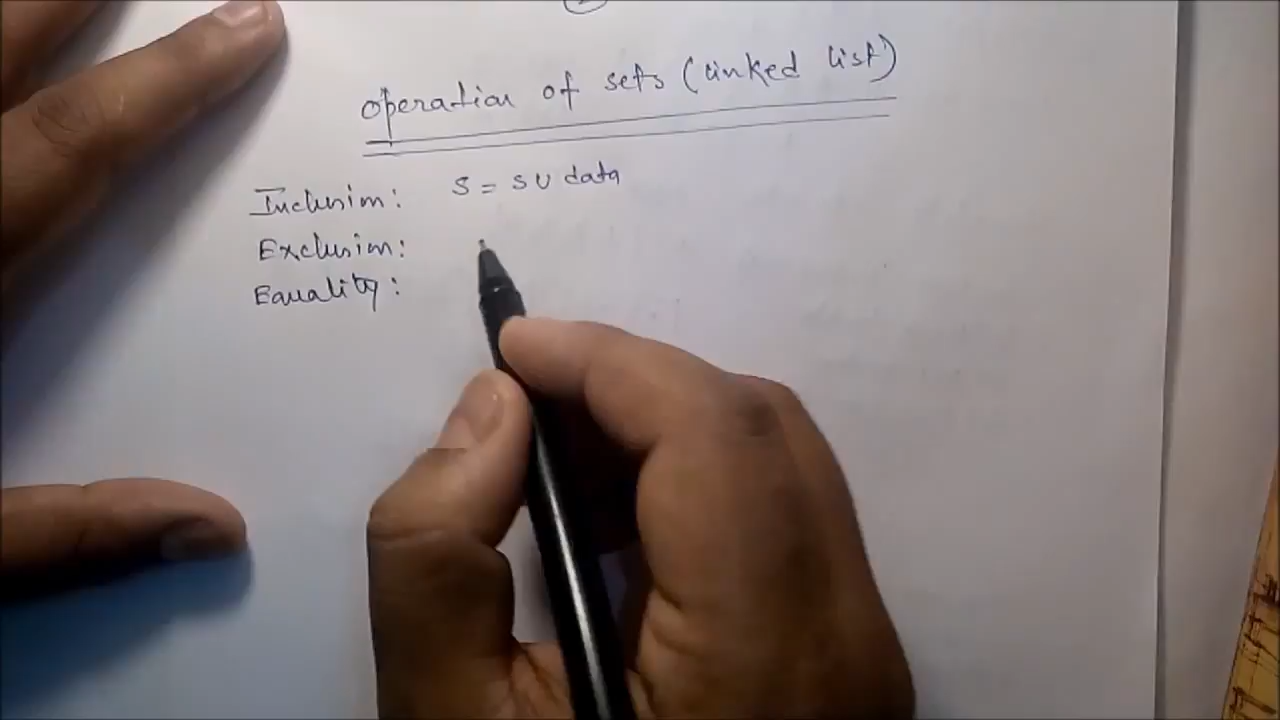 operation of sets (linked list)
Inclusion: S = S ∪ data
Exclusion:
Equality: